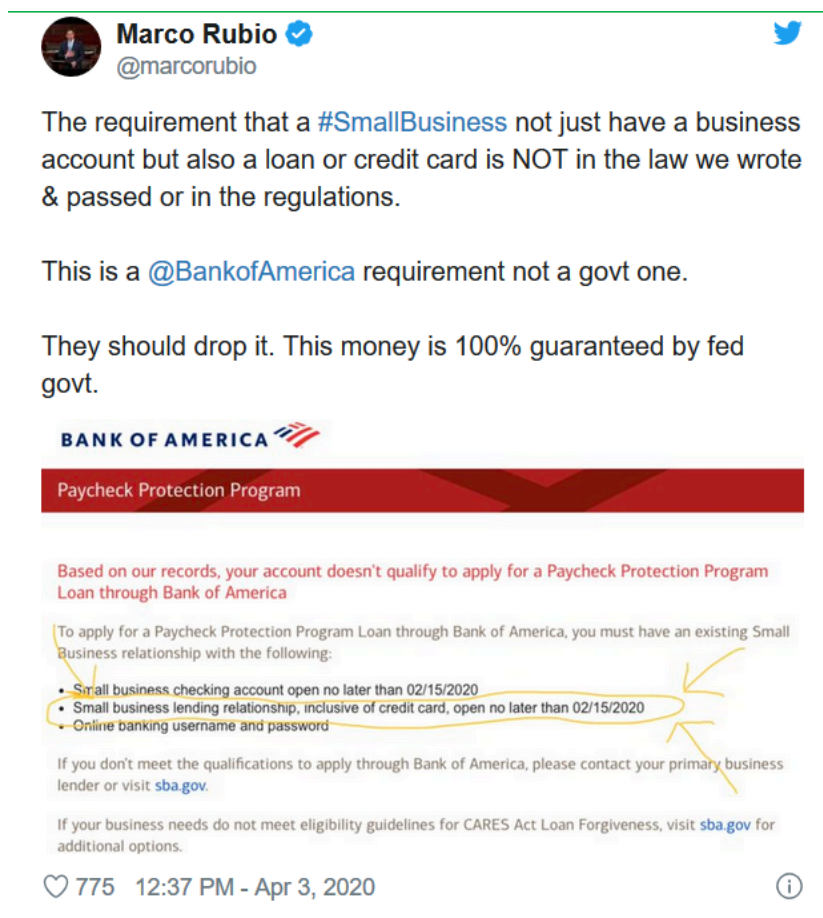 Marco Rubio
@marcorubio
The requirement that a #SmallBusiness not just have a business
account but also a loan or credit card is NOT in the law we wrote
& passed or in the regulations.
This is a @BankofAmerica requirement not a govt one.
They should drop it. This money is 100% guaranteed by fed
govt.
BANK OF AMERICA
Paycheck Protection Program
Based on our records, your account doesn't qualify to apply for a Paycheck Protection Program
Loan through Bank of America
To apply for a Paycheck Protection Program Loan through Bank of America, you must have an existing Small
Business relationship with the following:
• Small business checking account open no later than 02/15/2020
• Small business lending relationship, inclusive of credit card, open no later than 02/15/2020
• Online banking username and password
If you don't meet the qualifications to apply through Bank of America, please contact your primary business
lender or visit sba.gov.
If your business needs do not meet eligibility guidelines for CARES Act Loan Forgiveness, visit sba.gov for
additional options.
775 12:37 PM - Apr 3, 2020